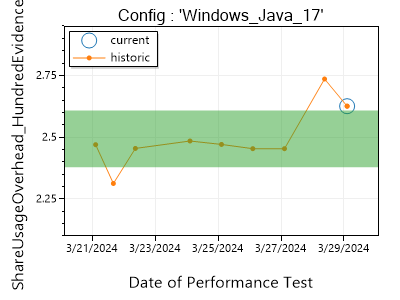 Config : 'Windows_Java_17'
ShareUsageOverhead_HundredEvidence
current
historic
2.75
2.5
2.25
3/21/2024 3/23/2024 3/25/2024 3/27/2024 3/29/2024
Date of Performance Test